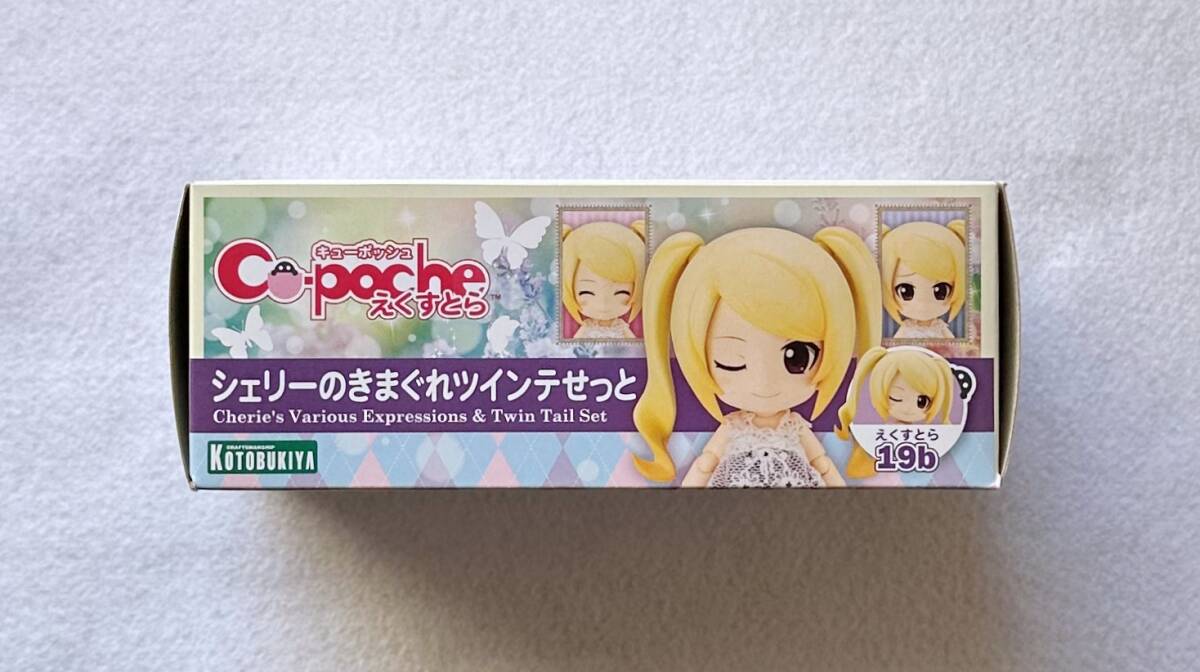 キューポッシュ
Cu-poche
えくすとら™
シェリーのきまぐれツインテせっと
Cherie's Various Expressions & Twin Tail Set
CRAFTSMANSHIP
KOTOBUKIYA
えくすとら
19b